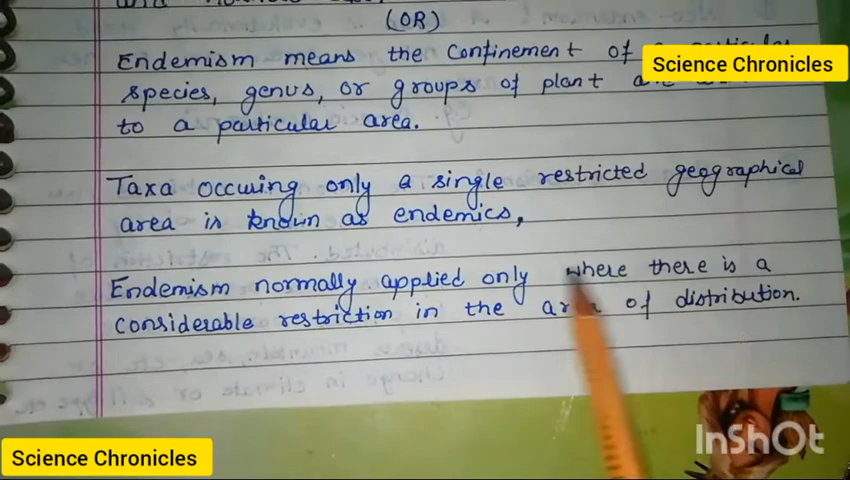 (OR)
Endemism means the confinement of
Science Chronicles
species, genus, or groups of plant
to a particular area.
Taxa occuring only a single restricted geographical
area is known as endemics,
Endemism normally applied only where there is a
considerable restriction in the area of distribution.
InShOt
Science Chronicles